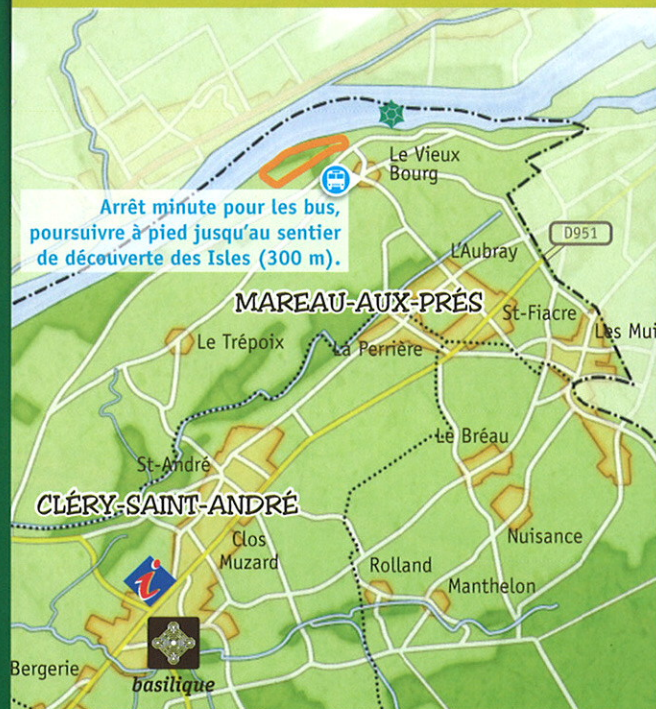 Le Vieux
Bourg
Arrêt minute pour les bus,
poursuivre à pied jusqu'au sentier
de découverte des Isles (300 m).
D951
L'Aubray
MAREAU-AUX-PRÉS
St-Fiacre
Les Mui
Le Trépoix
La Perrière
Le Bréau
St-André
CLÉRY-SAINT-ANDRÉ
Clos
Muzard
Nuisance
Rolland
Manthelon
i
Bergerie
basilique